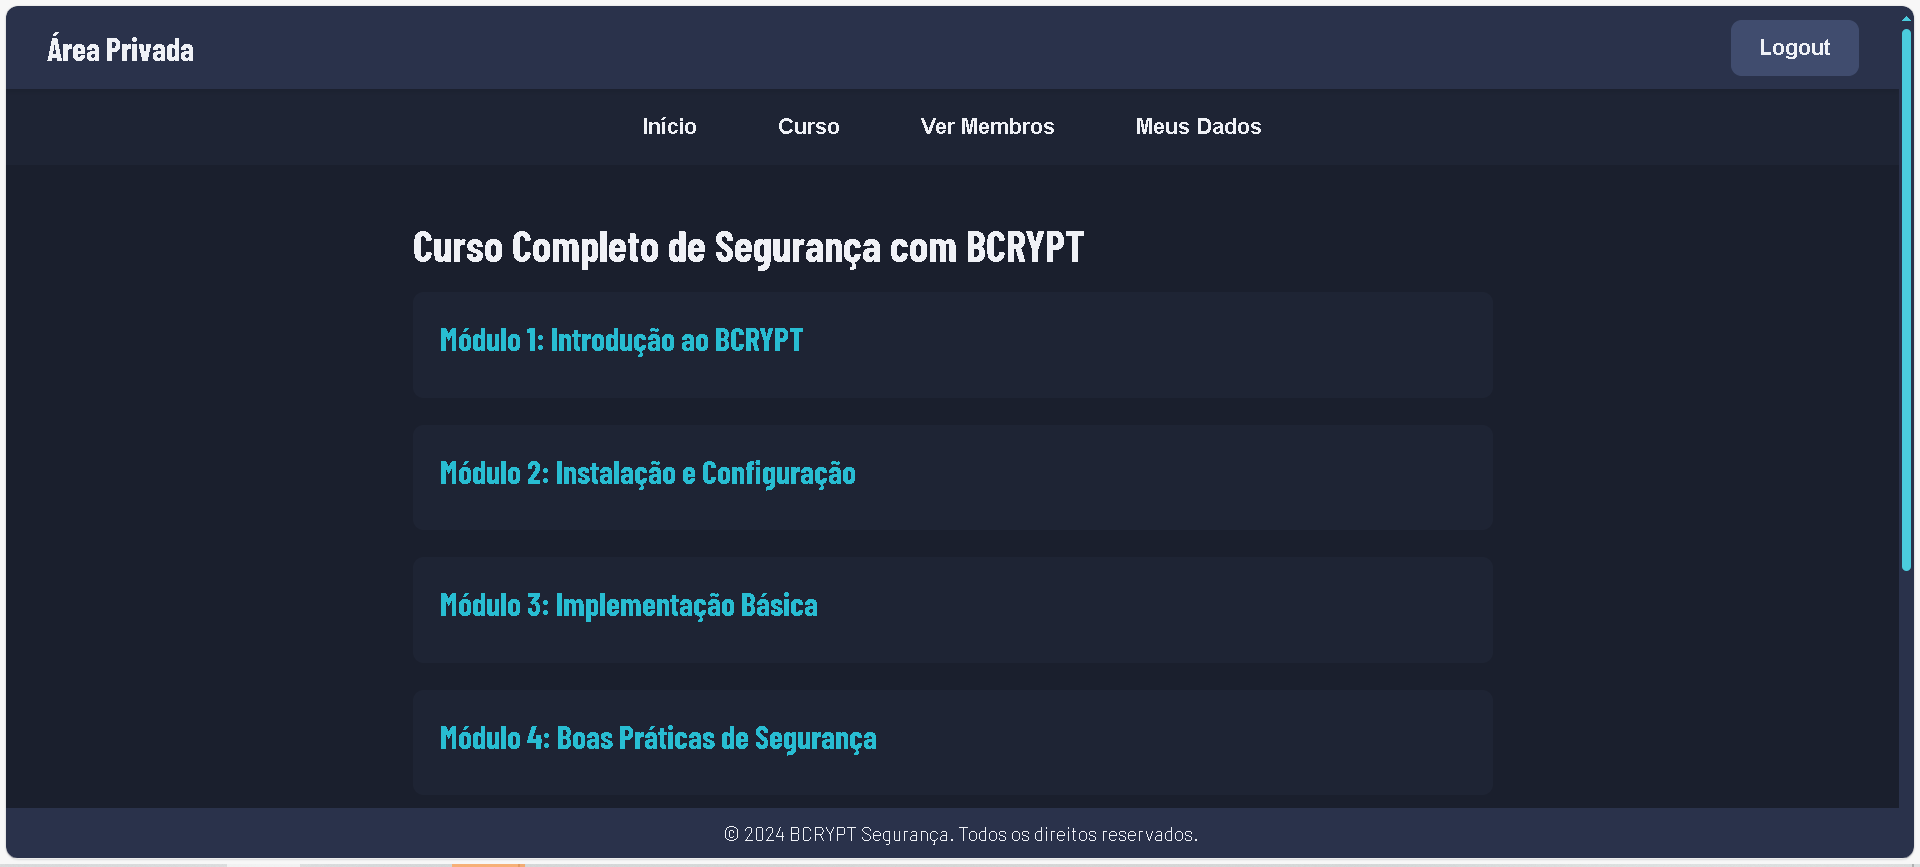 Área Privada
Logout
Início
Curso
Ver Membros
Meus Dados
Curso Completo de Segurança com BCRYPT
Módulo 1: Introdução ao BCRYPT
Módulo 2: Instalação e Configuração
Módulo 3: Implementação Básica
Módulo 4: Boas Práticas de Segurança
© 2024 BCRYPT Segurança. Todos os direitos reservados.